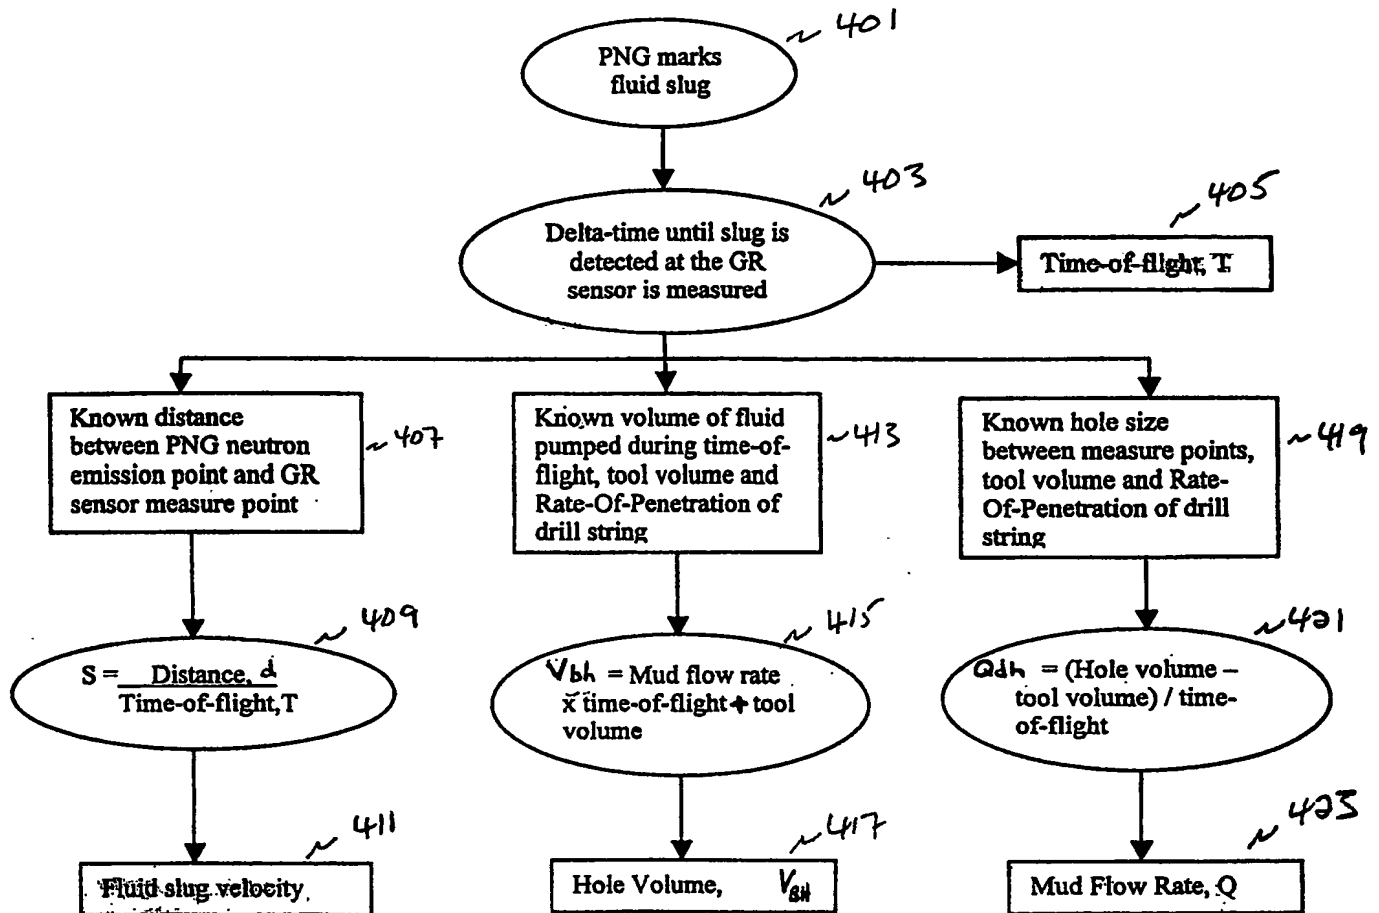 401
PNG marks
fluid slug
403
Delta-time until slug is
detected at the GR
sensor is measured
405
Time-of-flight, T
Known distance
between PNG neutron
emission point and GR
sensor measure point
407
Known volume of fluid
pumped during time-of-
flight, tool volume and
Rate-Of-Penetration of
drill string
413
Known hole size
between measure points,
tool volume and Rate-
Of-Penetration of drill
string
419
409
S = Distance, d
Time-of-flight, T
415
Vbh = Mud flow rate
x time-of-flight + tool
volume
421
Qdh = (Hole volume –
tool volume) / time-
of-flight
411
Fluid slug velocity
417
Hole Volume, VBH
423
Mud Flow Rate, Q